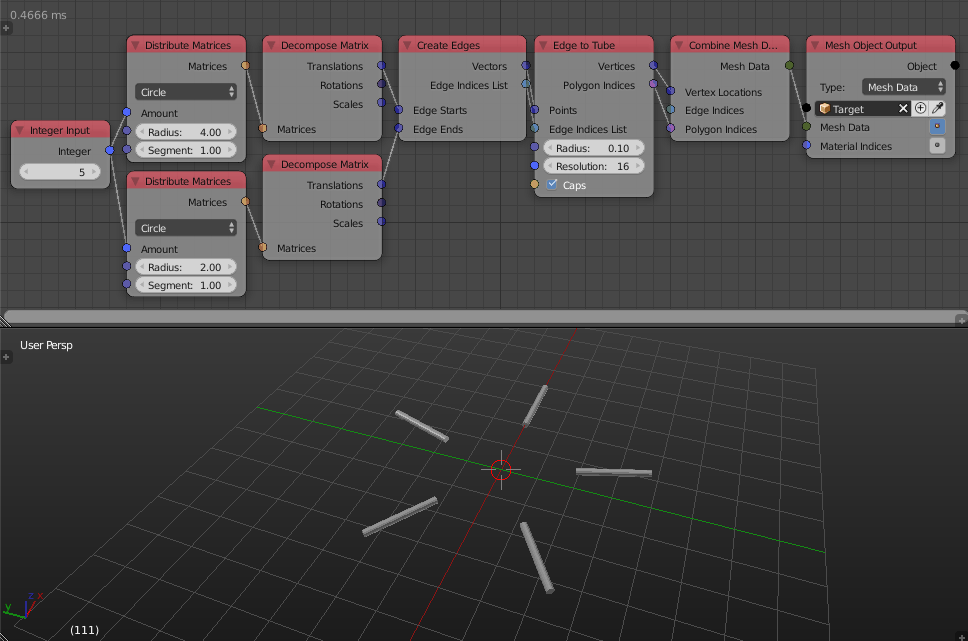 0.4666 ms
Integer Input
Integer
5
Distribute Matrices
Matrices
Circle
Amount
Radius: 4.00
Segment: 1.00
Distribute Matrices
Matrices
Circle
Amount
Radius: 2.00
Segment: 1.00
Decompose Matrix
Translations
Rotations
Scales
Matrices
Decompose Matrix
Translations
Rotations
Scales
Matrices
Create Edges
Vectors
Edge Indices List
Edge Starts
Edge Ends
Edge to Tube
Vertices
Polygon Indices
Points
Edge Indices List
Radius: 0.10
Resolution: 16
Caps
Combine Mesh D...
Mesh Data
Vertex Locations
Edge Indices
Polygon Indices
Mesh Object Output
Object
Type: Mesh Data
Target
Mesh Data
Material Indices
User Persp
z
x
y
(111)